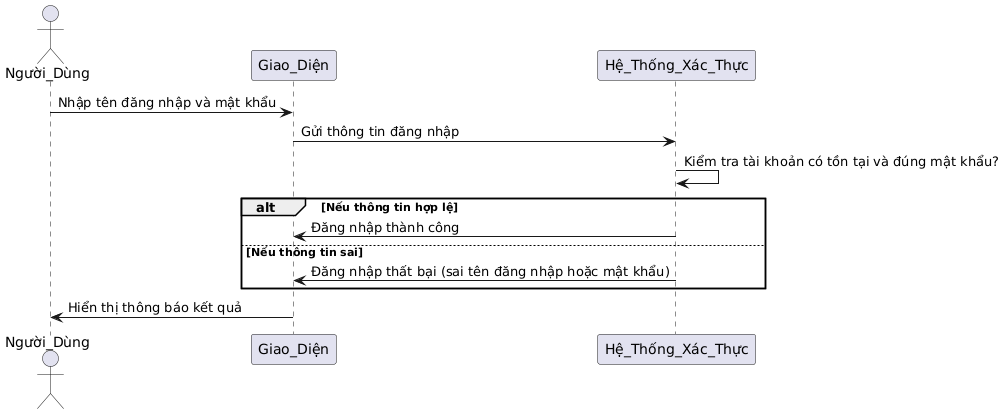 Người_Dùng
Giao_Diện
Hệ_Thống_Xác_Thực
Nhập tên đăng nhập và mật khẩu
Gửi thông tin đăng nhập
Kiểm tra tài khoản có tồn tại và đúng mật khẩu?
alt [Nếu thông tin hợp lệ]
Đăng nhập thành công
[Nếu thông tin sai]
Đăng nhập thất bại (sai tên đăng nhập hoặc mật khẩu)
Hiển thị thông báo kết quả
Người_Dùng
Giao_Diện
Hệ_Thống_Xác_Thực